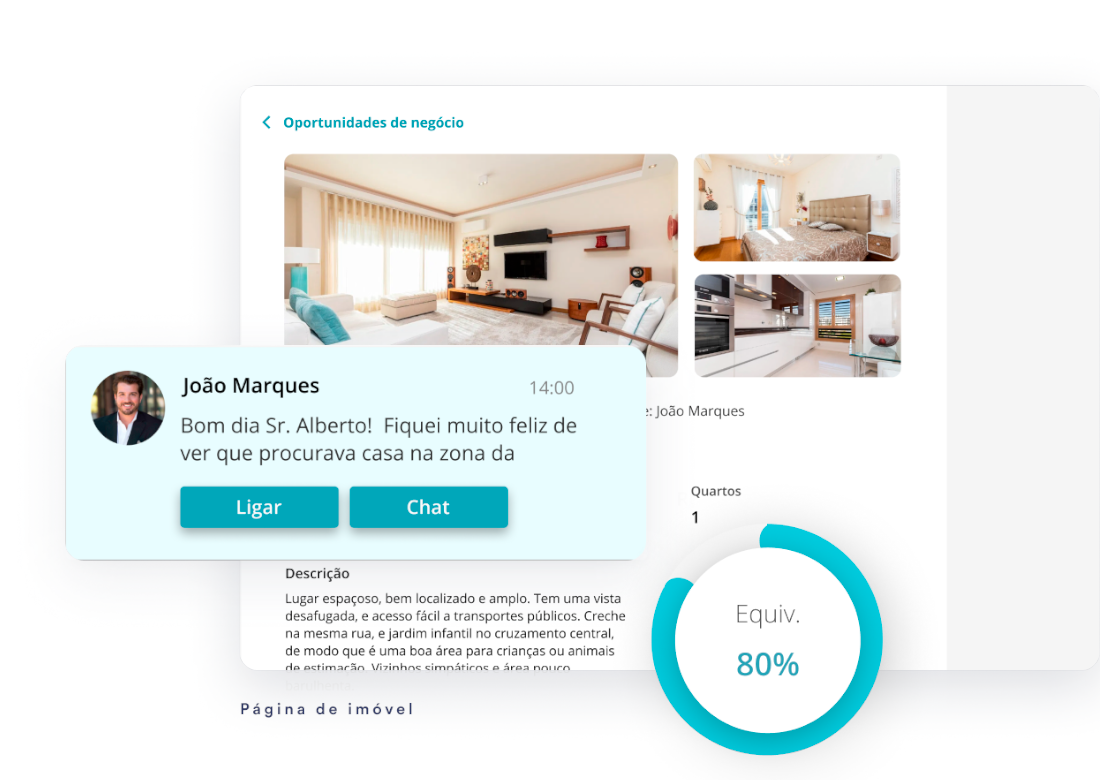 Oportunidades de negócio
João Marques
14:00
Bom dia Sr. Alberto! Fiquei muito feliz de
ver que procurava casa na zona da
Ligar
Chat
e: João Marques
Quartos
1
Descrição
Lugar espaçoso, bem localizado e amplo. Tem uma vista
desafugada, e acesso fácil a transportes públicos. Creche
na mesma rua, e jardim infantil no cruzamento central,
de modo que é uma boa área para crianças ou animais
de estimação. Vizinhos simpáticos e área pouco
Equiv.
80%
Página de imóvel